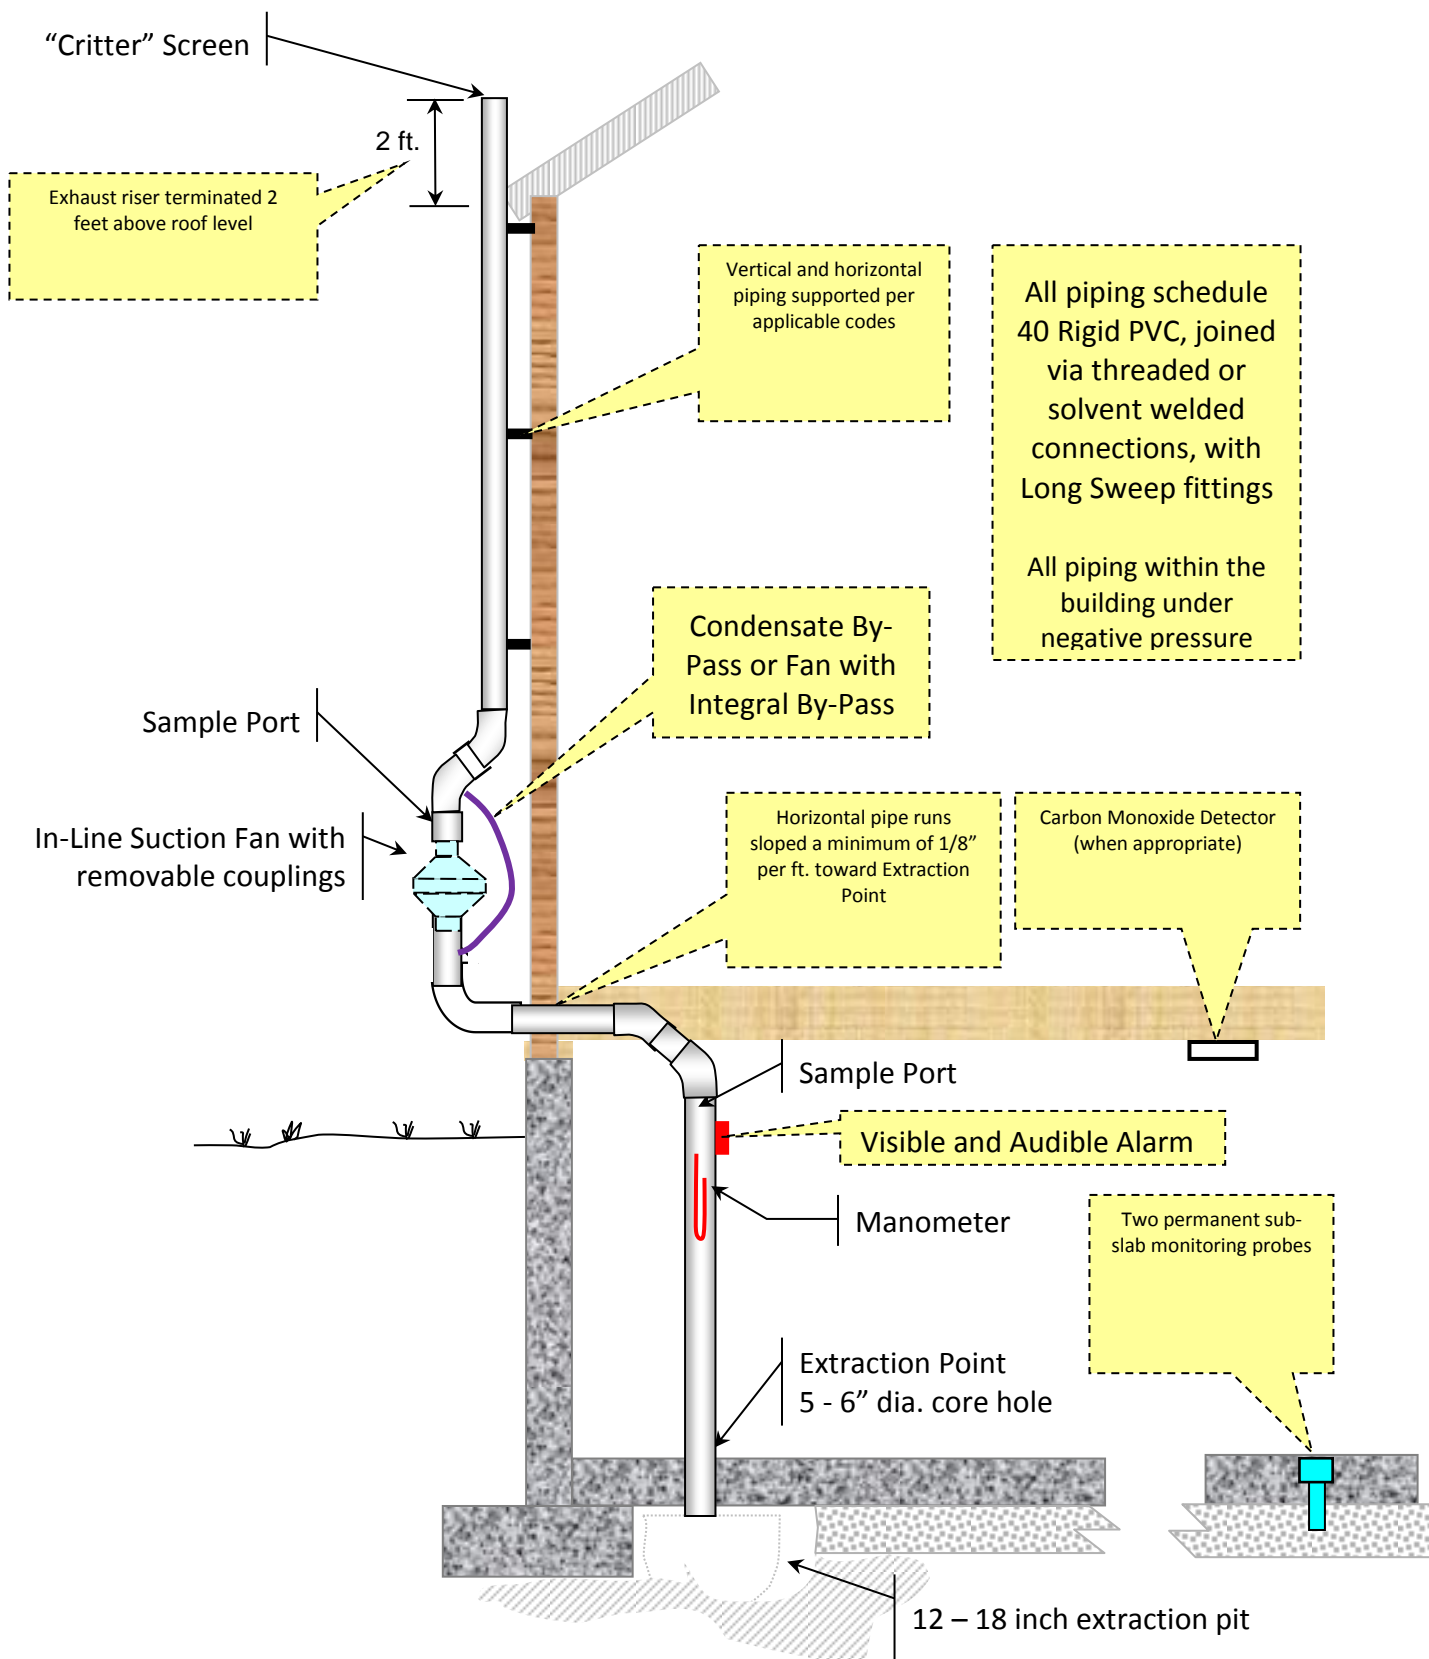 “Critter” Screen
2 ft.
Exhaust riser terminated 2
feet above roof level
Vertical and horizontal
piping supported per
applicable codes
All piping schedule
40 Rigid PVC, joined
via threaded or
solvent welded
connections, with
Long Sweep fittings
All piping within the
building under
negative pressure
Condensate By-
Pass or Fan with
Integral By-Pass
Sample Port
In-Line Suction Fan with
removable couplings
Horizontal pipe runs
sloped a minimum of 1/8”
per ft. toward Extraction
Point
Carbon Monoxide Detector
(when appropriate)
Sample Port
Visible and Audible Alarm
Manometer
Two permanent sub-
slab monitoring probes
Extraction Point
5 - 6” dia. core hole
12 – 18 inch extraction pit